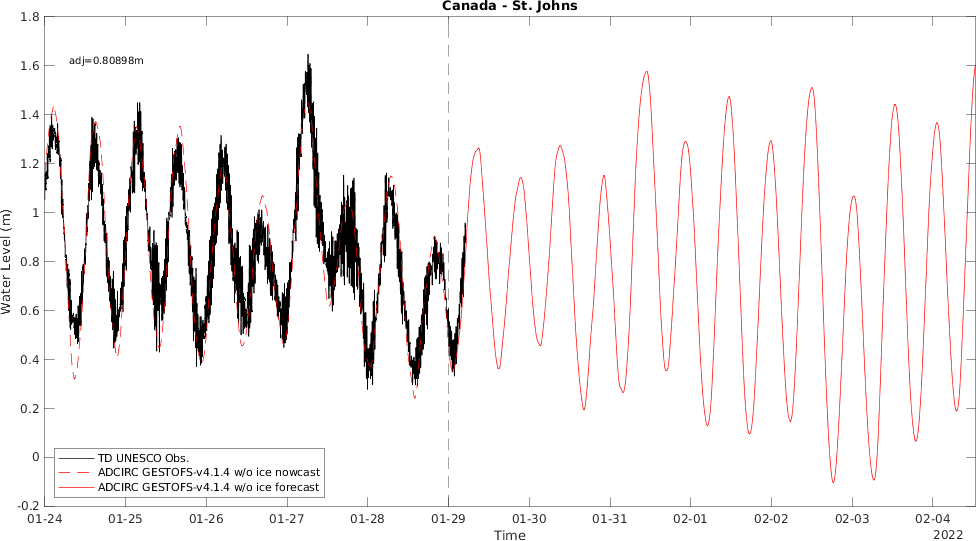 Canada - St. Johns
adj=0.80898m
Water Level (m)
1.8
1.6
1.4
1.2
1
0.8
0.6
0.4
0.2
0
-0.2
TD UNESCO Obs.
ADCIRC GESTOFS-v4.1.4 w/o ice nowcast
ADCIRC GESTOFS-v4.1.4 w/o ice forecast
01-24 01-25 01-26 01-27 01-28 01-29 01-30 01-31 02-01 02-02 02-03 02-04
Time
2022